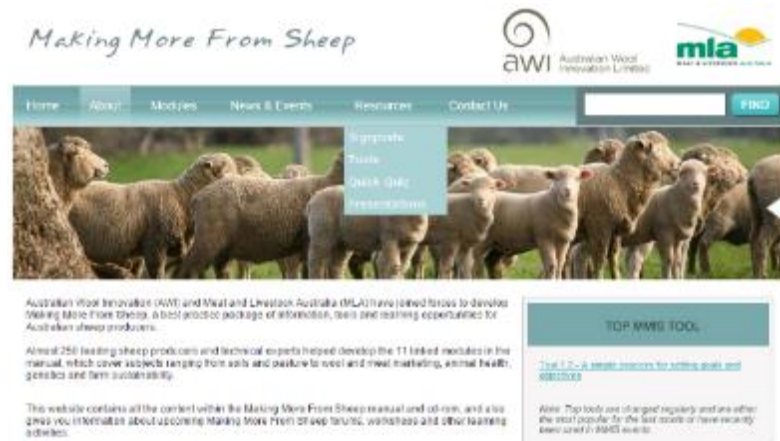 Making More From Sheep
awi Australian Wool
Innovation Limited
mla
MEAT & LIVESTOCK AUSTRALIA
Home About Modules News & Events Resources Contact Us FIND
Signposts
Tools
Quick Quiz
Presentations
Australian Wool Innovation (AWI) and Meat and Livestock Australia (MLA) have joined forces to develop
Making More From Sheep, a best practice package of information, tools and learning opportunities for
Australian sheep producers.
Almost 250 leading sheep producers and technical experts helped develop the 11 linked modules in the
manual, which cover subjects ranging from soils and pasture to wool and meat marketing, animal health,
genetics and farm sustainability.
This website contains all the content within the Making More From Sheep manual and cd-rom, and also
gives you information about upcoming Making More From Sheep forums, workshops and other learning
activities.
TOP MMFS TOOL
Tool 1.2 - A simple process for setting goals and
objectives
Note: Top tools are changed regularly and are either
the most popular for the last month or have recently
been used in MMFS events.